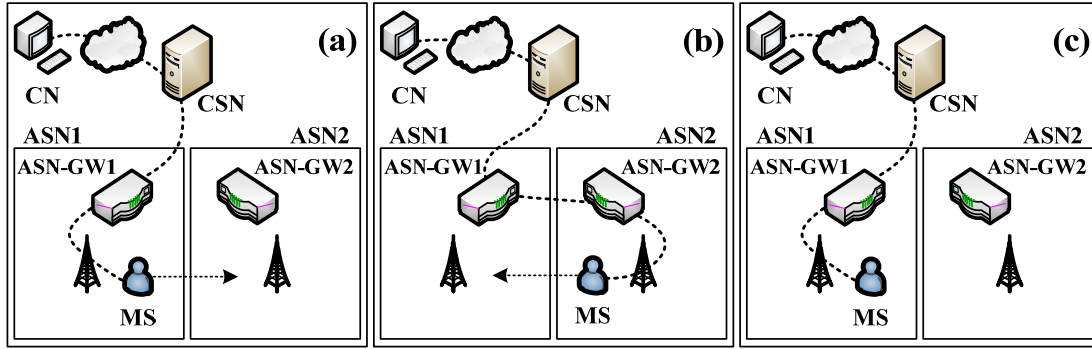 (a)
CN
CSN
ASN1
ASN2
ASN-GW1
ASN-GW2
MS
(b)
CN
CSN
ASN1
ASN2
ASN-GW1
ASN-GW2
MS
(c)
CN
CSN
ASN1
ASN2
ASN-GW1
ASN-GW2
MS